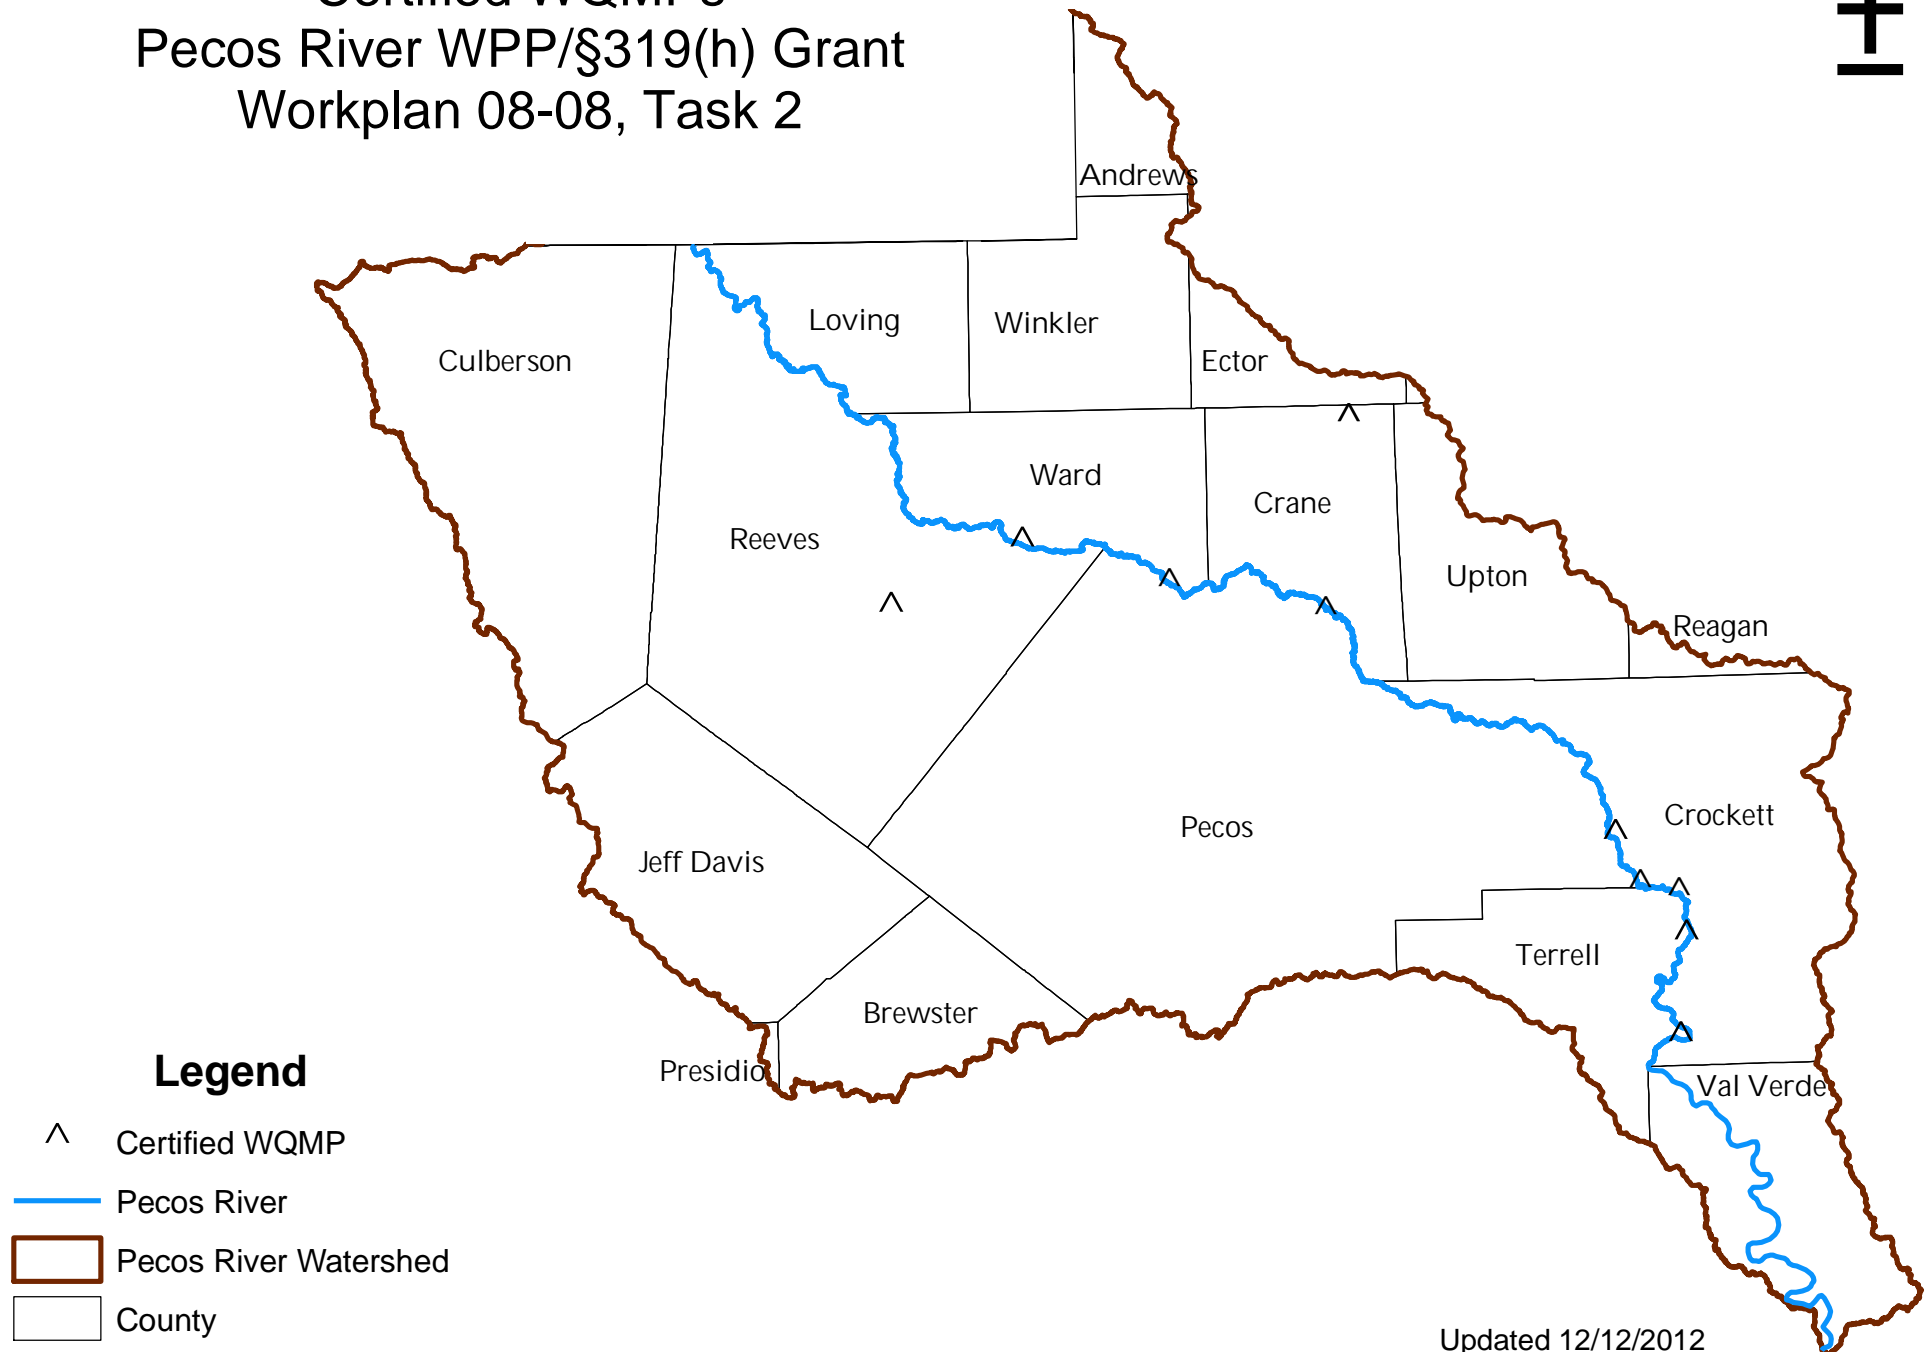 Certified WQMPs
Pecos River WPP/§319(h) Grant
Workplan 08-08, Task 2
Andrews
Loving
Winkler
Culberson
Ector
Ward
Crane
Reeves
Upton
Reagan
Crockett
Pecos
Jeff Davis
Terrell
Brewster
Presidio
Val Verde
Legend
Certified WQMP
Pecos River
Pecos River Watershed
County
Updated 12/12/2012